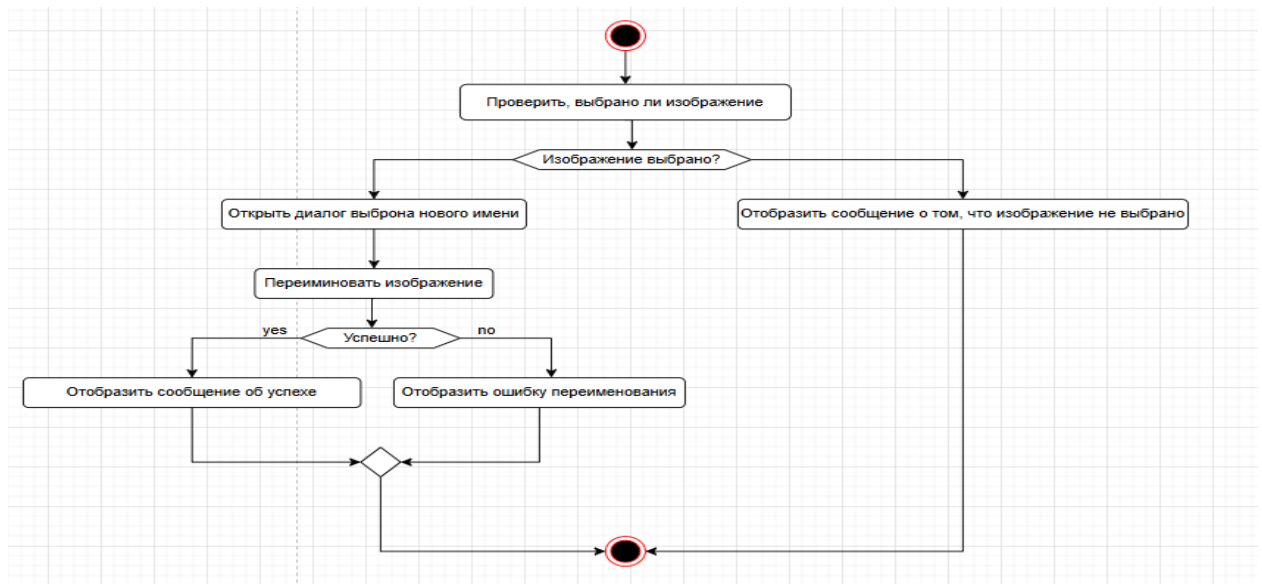 Проверить, выбрано ли изображение
Изображение выбрано?
Открыть диалог выброна нового имени
Отобразить сообщение о том, что изображение не выбрано
Переиминовать изображение
yes
Успешно?
no
Отобразить сообщение об успехе
Отобразить ошибку переименования